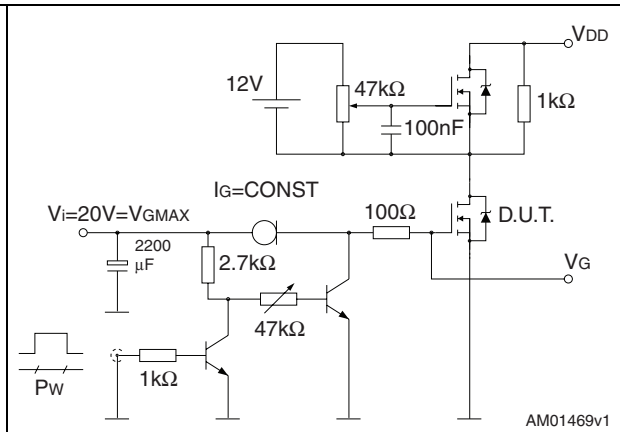 VDD
12V
47kΩ
1kΩ
100nF
IG=CONST
Vi=20V=VGMAX
100Ω
D.U.T.
2200
μF
2.7kΩ
VG
47kΩ
1kΩ
PW
AM01469v1